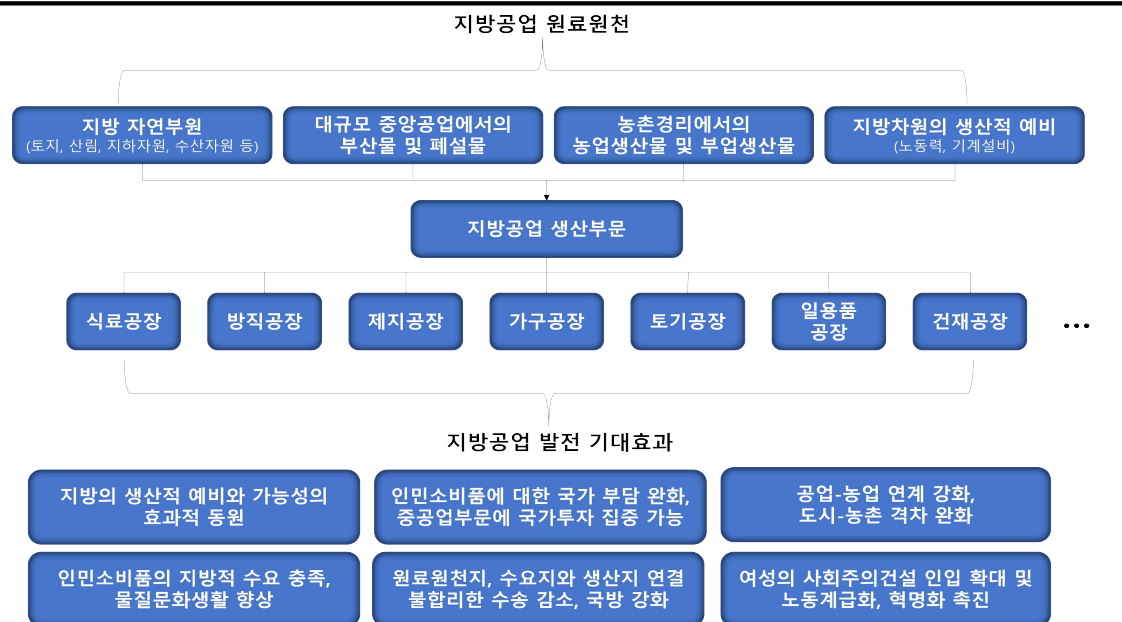 지방공업 원료원천
지방 자연부원
(토지, 산림, 지하자원, 수산자원 등)
대규모 중앙공업에서의
부산물 및 폐설물
농촌경리에서의
농업생산물 및 부업생산물
지방차원의 생산적 예비
(노동력, 기계설비)
지방공업 생산부문
식료공장
방직공장
제지공장
가구공장
토기공장
일용품
공장
건재공장
...
지방공업 발전 기대효과
지방의 생산적 예비와 가능성의
효과적 동원
인민소비품에 대한 국가 부담 완화,
중공업부문에 국가투자 집중 가능
공업-농업 연계 강화,
도시-농촌 격차 완화
인민소비품의 지방적 수요 충족,
물질문화생활 향상
원료원천지, 수요지와 생산지 연결
불합리한 수송 감소, 국방 강화
여성의 사회주의건설 인입 확대 및
노동계급화, 혁명화 촉진